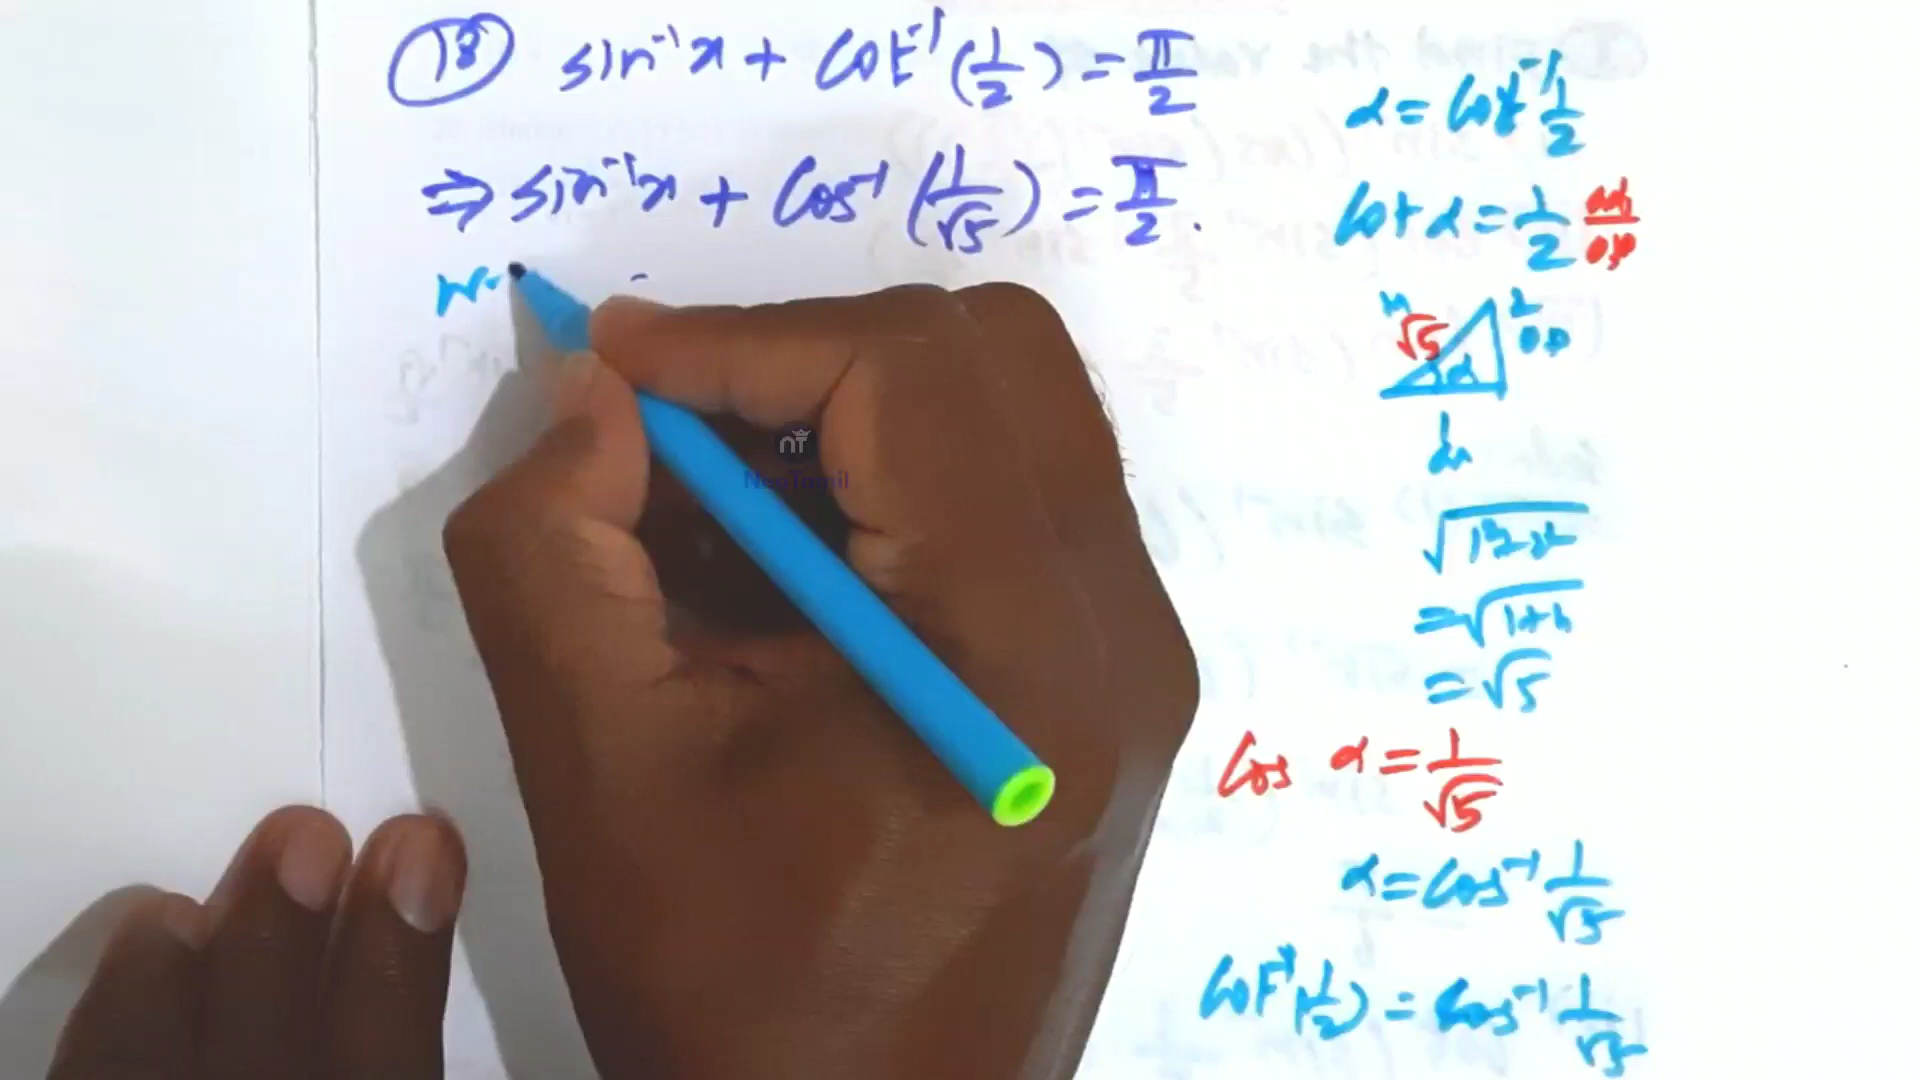 18 sin⁻¹x + cot⁻¹(1/2) = π/2
⇒ sin⁻¹x + cos⁻¹(1/√5) = π/2.
W.
α = cot⁻¹ 1/2
cot α = 1/2 adj/opp
√5 α 2 opp
√1²+2²
= √1+4
= √5
cos α = 1/√5
α = cos⁻¹ 1/√5
cot⁻¹(1/2) = cos⁻¹ 1/√5
NT
NeoTamil